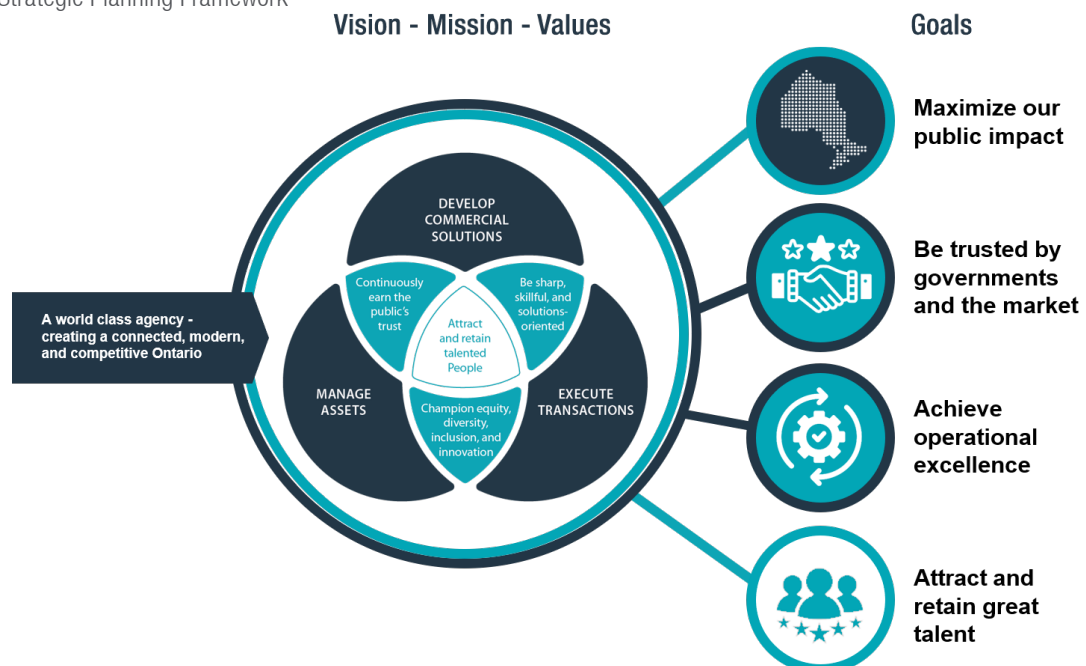 Strategic Planning Framework
Vision - Mission - Values
Goals
A world class agency -
creating a connected, modern,
and competitive Ontario
DEVELOP
COMMERCIAL
SOLUTIONS
Continuously
earn the
public's
trust
Be sharp,
skillful, and
solutions-
oriented
Attract
and retain
talented
People
MANAGE
ASSETS
EXECUTE
TRANSACTIONS
Champion equity,
diversity,
inclusion, and
innovation
Maximize our
public impact
Be trusted by
governments
and the market
Achieve
operational
excellence
Attract and
retain great
talent